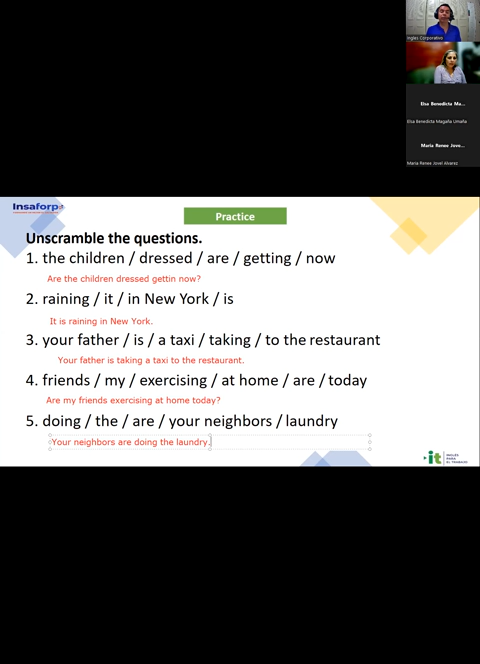 Ingles Corporativo
Elsa Benedicta Ma...
Elsa Benedicta Magaña Umaña
Maria Renee Jove...
Maria Renee Jovel Alvarez
Insaforp
Practice
Unscramble the questions.
1. the children / dressed / are / getting / now
Are the children dressed gettin now?
2. raining / it / in New York / is
It is raining in New York.
3. your father / is / a taxi / taking / to the restaurant
Your father is taking a taxi to the restaurant.
4. friends / my / exercising / at home / are / today
Are my friends exercising at home today?
5. doing / the / are / your neighbors / laundry
Your neighbors are doing the laundry.
it
INGLÉS
PARA
EL TRABAJO